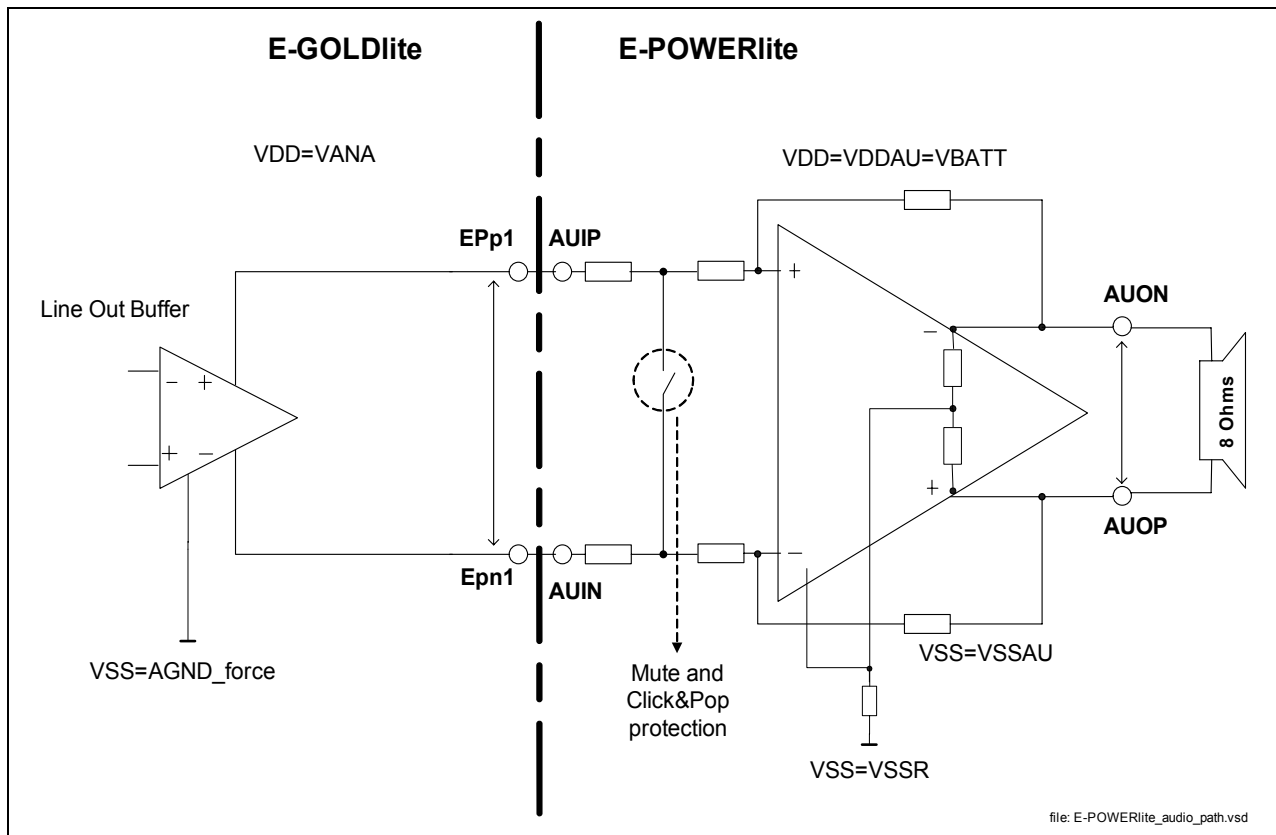 E-GOLDlite
E-POWERlite
VDD=VANA
VDD=VDDAU=VBATT
EPp1
AUIP
Line Out Buffer
AUON
8 Ohms
AUOP
Epn1
AUIN
VSS=AGND_force
Mute and
Click&Pop
protection
VSS=VSSAU
VSS=VSSR
file: E-POWERlite_audio_path.vsd
- +
+ -
+
-
-
+